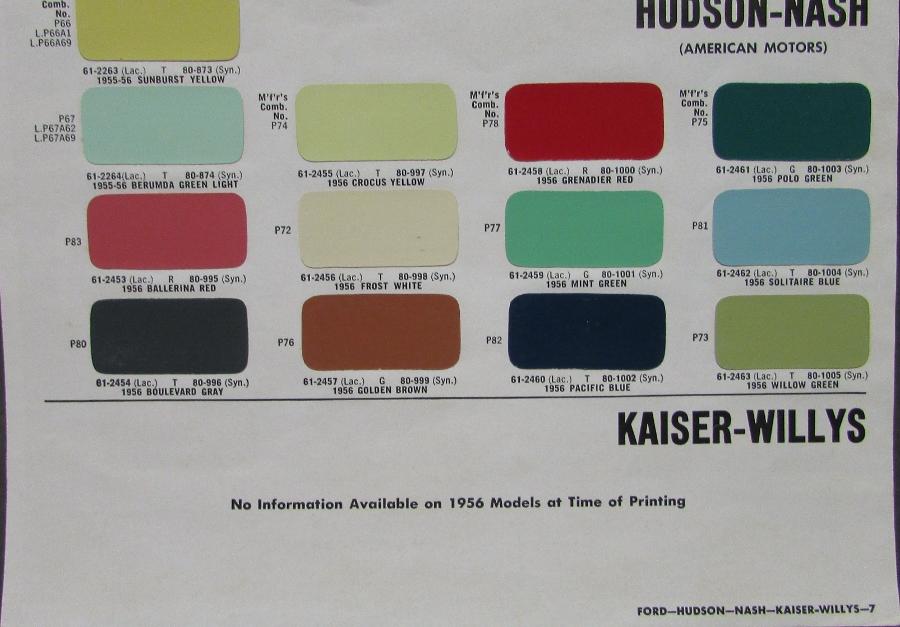 HUDSON-NASH
(AMERICAN MOTORS)
Comb.
No.
P66
L.P66A1
L.P66A69
61-2263 (Lac.) T 80-873 (Syn.)
1955-56 SUNBURST YELLOW
P67
L.P67A62
L.P67A69
61-2264(Lac.) T 80-874 (Syn.)
1955-56 BERUMDA GREEN LIGHT
M'f'r's
Comb.
No.
P74
61-2455 (Lac.) T 80-997 (Syn.)
1956 CROCUS YELLOW
M'f'r's
Comb.
No.
P78
61-2458 (Lac.) R 80-1000 (Syn.)
1956 GRENADIER RED
M'f'r's
Comb.
No.
P75
61-2461 (Lac.) G 80-1003 (Syn.)
1956 POLO GREEN
P83
61-2453 (Lac.) R 80-995 (Syn.)
1956 BALLERINA RED
P72
61-2456 (Lac.) T 80-998 (Syn.)
1956 FROST WHITE
P77
61-2459 (Lac.) G 80-1001 (Syn.)
1956 MINT GREEN
P81
61-2462 (Lac.) T 80-1004 (Syn.)
1956 SOLITAIRE BLUE
P80
61-2454 (Lac.) T 80-996 (Syn.)
1956 BOULEVARD GRAY
P76
61-2457 (Lac.) G 80-999 (Syn.)
1956 GOLDEN BROWN
P82
61-2460 (Lac.) T 80-1002 (Syn.)
1956 PACIFIC BLUE
P73
61-2463 (Lac.) T 80-1005 (Syn.)
1956 WILLOW GREEN
KAISER-WILLYS
No Information Available on 1956 Models at Time of Printing
FORD—HUDSON—NASH—KAISER-WILLYS—7